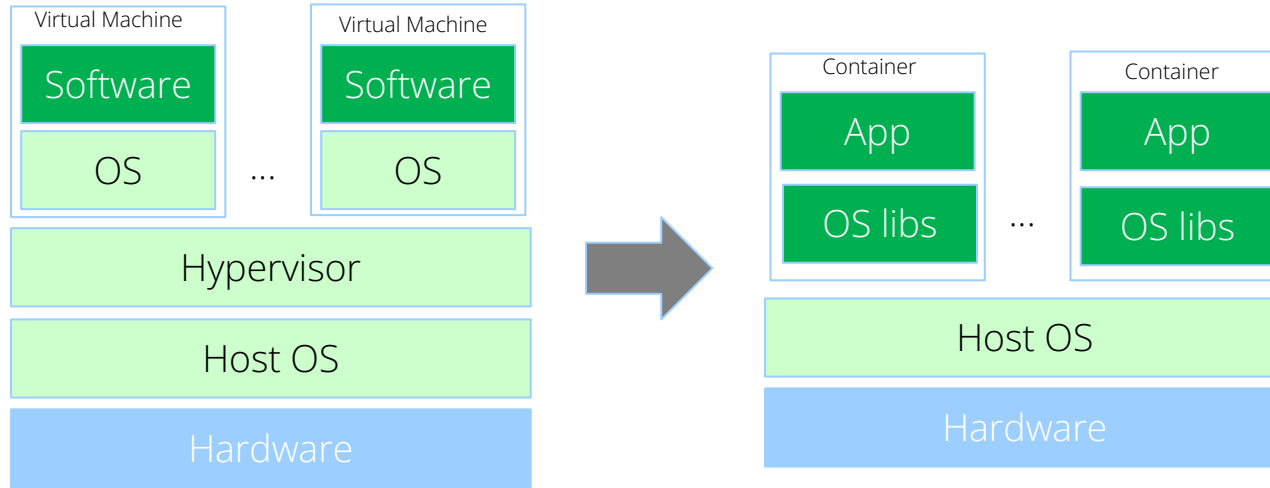 Virtual Machine
Software
OS
...
Virtual Machine
Software
OS
Hypervisor
Host OS
Hardware
Container
App
OS libs
...
Container
App
OS libs
Host OS
Hardware